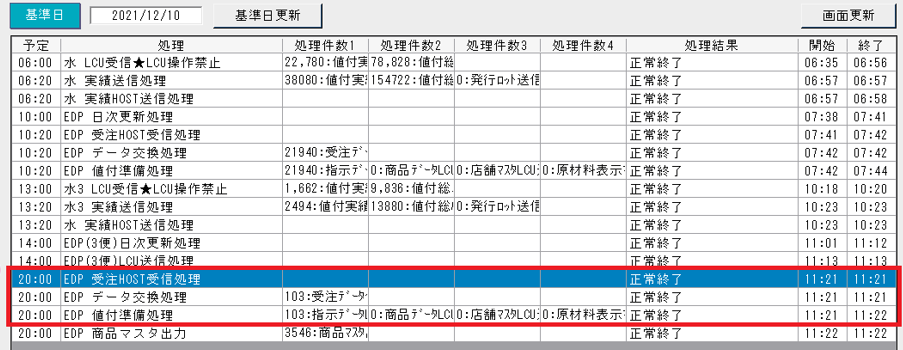 基準日 2021/12/10 基準日更新 画面更新
予定 処理 処理件数1 処理件数2 処理件数3 処理件数4 処理結果 開始 終了
06:00 水 LCU受信★LCU操作禁止 22,780:値付実 78,828:値付総 正常終了 06:35 06:56
06:20 水 実績送信処理 38080:値付実 154722:値付総 0:発行ロット送信 正常終了 06:57 06:57
06:20 水 実績HOST送信処理 正常終了 06:57 06:58
10:00 EDP 日次更新処理 正常終了 07:38 07:41
10:20 EDP 受注HOST受信処理 正常終了 07:41 07:42
10:20 EDP データ交換処理 21940:受注デー 正常終了 07:42 07:42
10:20 EDP 値付準備処理 21940:指示デー 0:商品データLCU 0:店舗マスタLCU 0:原材料表示 正常終了 07:42 07:44
13:00 水3 LCU受信★LCU操作禁止 1,662:値付実 9,836:値付総 正常終了 10:18 10:20
13:20 水3 実績送信処理 2494:値付実績 13880:値付総 0:発行ロット送信 正常終了 10:23 10:23
13:20 水 実績HOST送信処理 正常終了 10:23 10:23
14:00 EDP(3便)日次更新処理 正常終了 11:01 11:12
14:00 EDP(3便)LCU送信処理 正常終了 11:13 11:13
20:00 EDP 受注HOST受信処理 正常終了 11:21 11:21
20:00 EDP データ交換処理 103:受注データ 正常終了 11:21 11:21
20:00 EDP 値付準備処理 103:指示データ 0:商品データLCU 0:店舗マスタLCU 0:原材料表示 正常終了 11:21 11:22
20:00 EDP 商品マスタ出力 3546:商品マスタ 正常終了 11:22 11:22